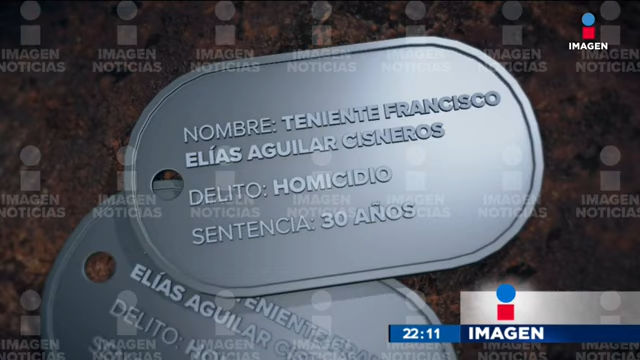 IMAGEN
NOMBRE: TENIENTE FRANCISCO
ELÍAS AGUILAR CISNEROS
DELITO: HOMICIDIO
SENTENCIA: 30 AÑOS
TENIENTE
ELÍAS AGUILAR
DELITO:
22:11
IMAGEN
IMAGEN
NOTICIAS